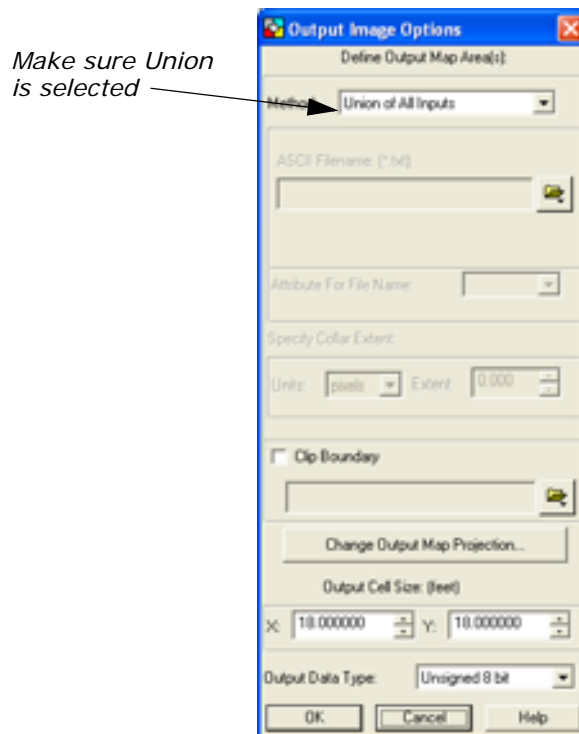 Make sure Union
is selected
Output Image Options
Define Output Map Area(s):
Method: Union of All Inputs
ASCII Filename: (*.txt)
Attribute For File Name:
Specify Collar Extent:
Units: pixels Extent: 0.000
Clip Boundary
Change Output Map Projection...
Output Cell Size: (feet)
X: 10.000000 Y: 10.000000
Output Data Type: Unsigned 8 bit
OK Cancel Help